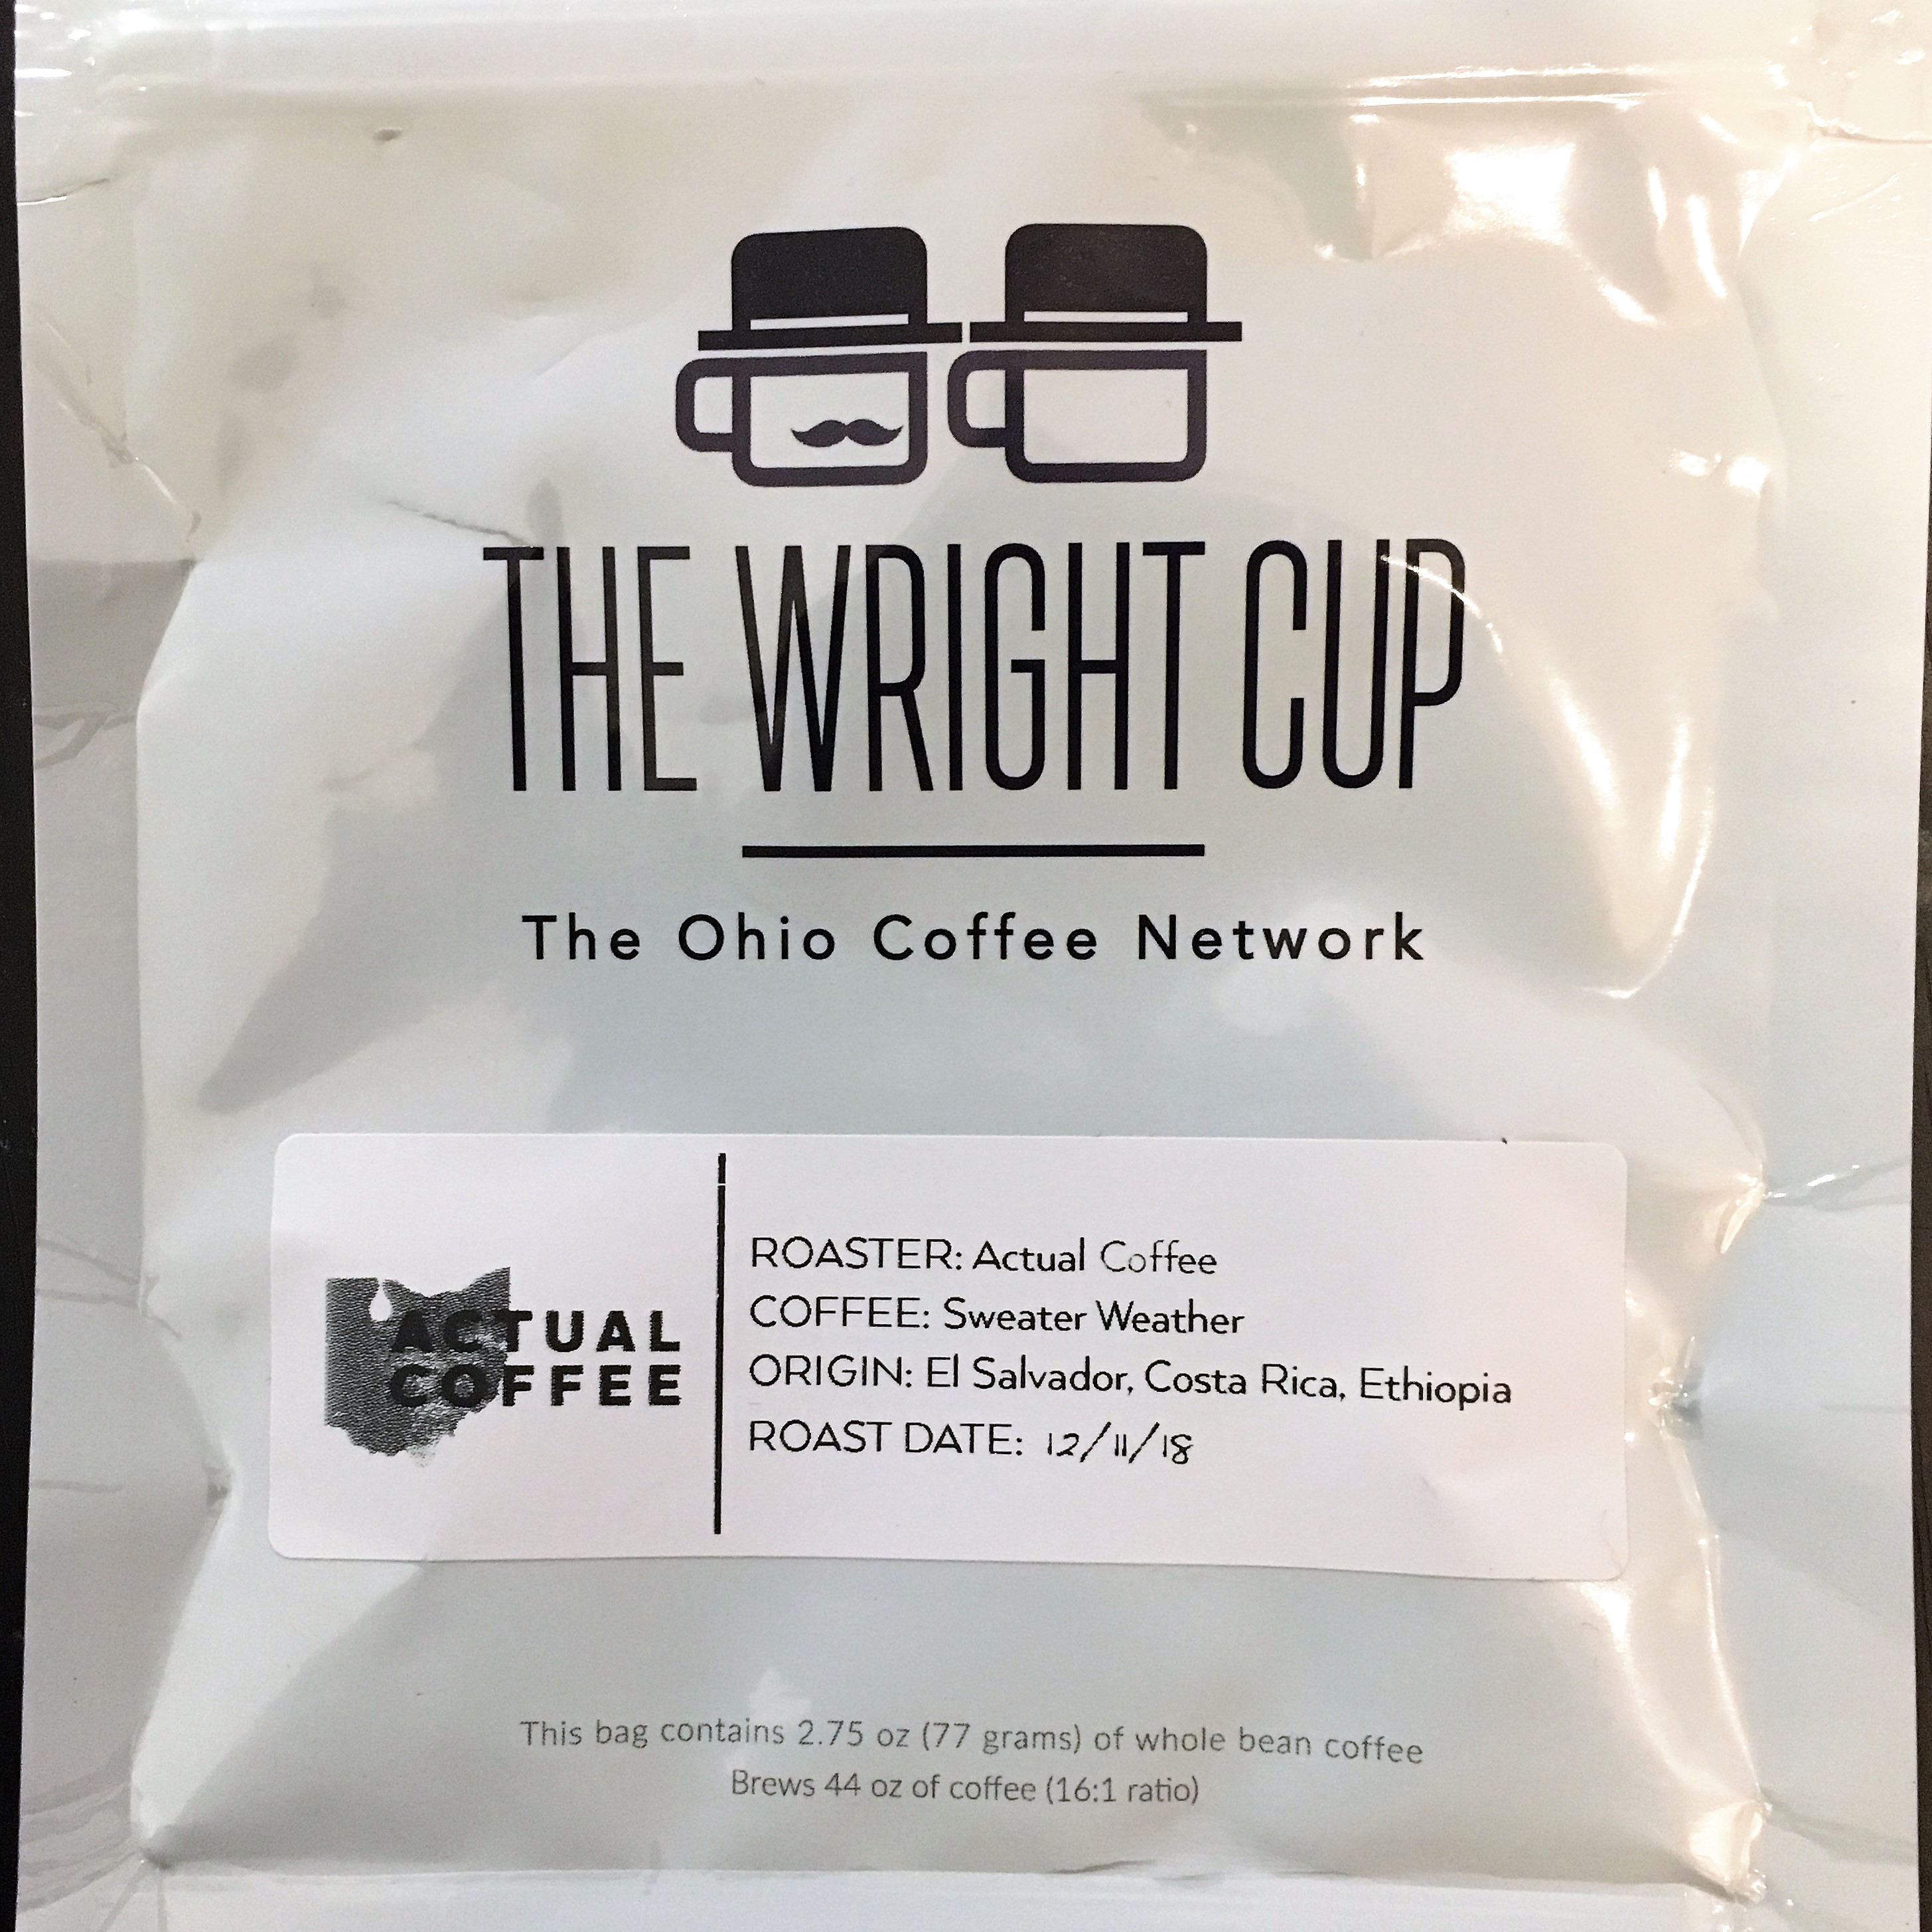 THE WRIGHT CUP
The Ohio Coffee Network
ACTUAL
COFFEE
ROASTER: Actual Coffee
COFFEE: Sweater Weather
ORIGIN: El Salvador, Costa Rica, Ethiopia
ROAST DATE: 12/11/18
This bag contains 2.75 oz (77 grams) of whole bean coffee
Brews 44 oz of coffee (16:1 ratio)